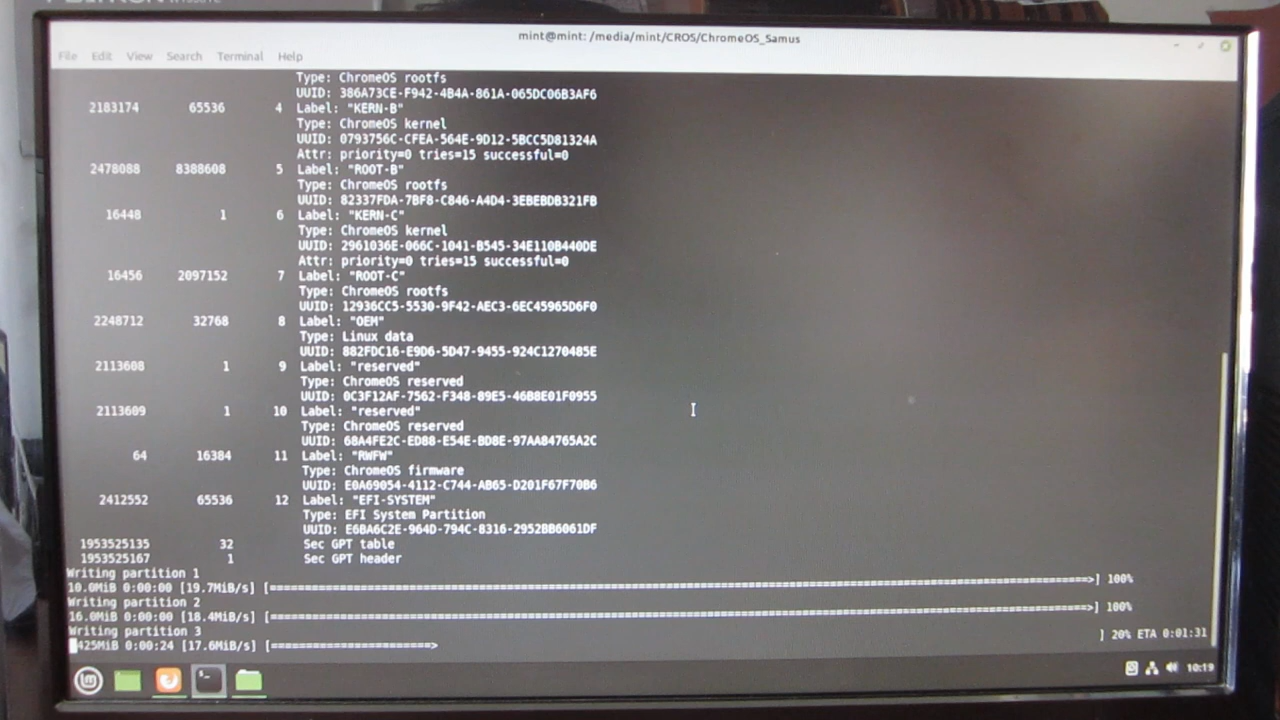 mint@mint: /media/mint/CROS/ChromeOS_Samus
File Edit View Search Terminal Help
Type: ChromeOS rootfs
UUID: 386A73CE-F942-4B4A-861A-065DC06B3AF6
2183174 65536 4 Label: "KERN-B"
Type: ChromeOS kernel
UUID: 0793756C-CFEA-564E-9D12-5BCC5D81324A
Attr: priority=0 tries=15 successful=0
2478088 8388608 5 Label: "ROOT-B"
Type: ChromeOS rootfs
UUID: 82337FDA-7BF8-C846-A4D4-3EBEBDB321FB
16448 1 6 Label: "KERN-C"
Type: ChromeOS kernel
UUID: 2961036E-066C-1041-B545-34E110B440DE
Attr: priority=0 tries=15 successful=0
16456 2097152 7 Label: "ROOT-C"
Type: ChromeOS rootfs
UUID: 12936CC5-5530-9F42-AEC3-6EC45965D6F0
2248712 32768 8 Label: "OEM"
Type: Linux data
UUID: 882FDC16-E9D6-5D47-9455-924C1270485E
2113608 1 9 Label: "reserved"
Type: ChromeOS reserved
UUID: 0C3F12AF-7562-F348-89E5-46B8E01F0955
2113609 1 10 Label: "reserved"
Type: ChromeOS reserved
UUID: 68A4FE2C-ED88-E54E-BD8E-97AA84765A2C
64 16384 11 Label: "RWFW"
Type: ChromeOS firmware
UUID: E0A69054-4112-C744-AB65-D201F67F70B6
2412552 65536 12 Label: "EFI-SYSTEM"
Type: EFI System Partition
UUID: E6BA6C2E-964D-794C-8316-2952BB6061DF
1953525135 32 Sec GPT table
1953525167 1 Sec GPT header
Writing partition 1
10.0MiB 0:00:00 [19.7MiB/s] [=====================================>] 100%
Writing partition 2
16.0MiB 0:00:00 [18.4MiB/s] [=====================================>] 100%
Writing partition 3
425MiB 0:00:24 [17.6MiB/s] [=======================> ] 20% ETA 0:01:31
10:19